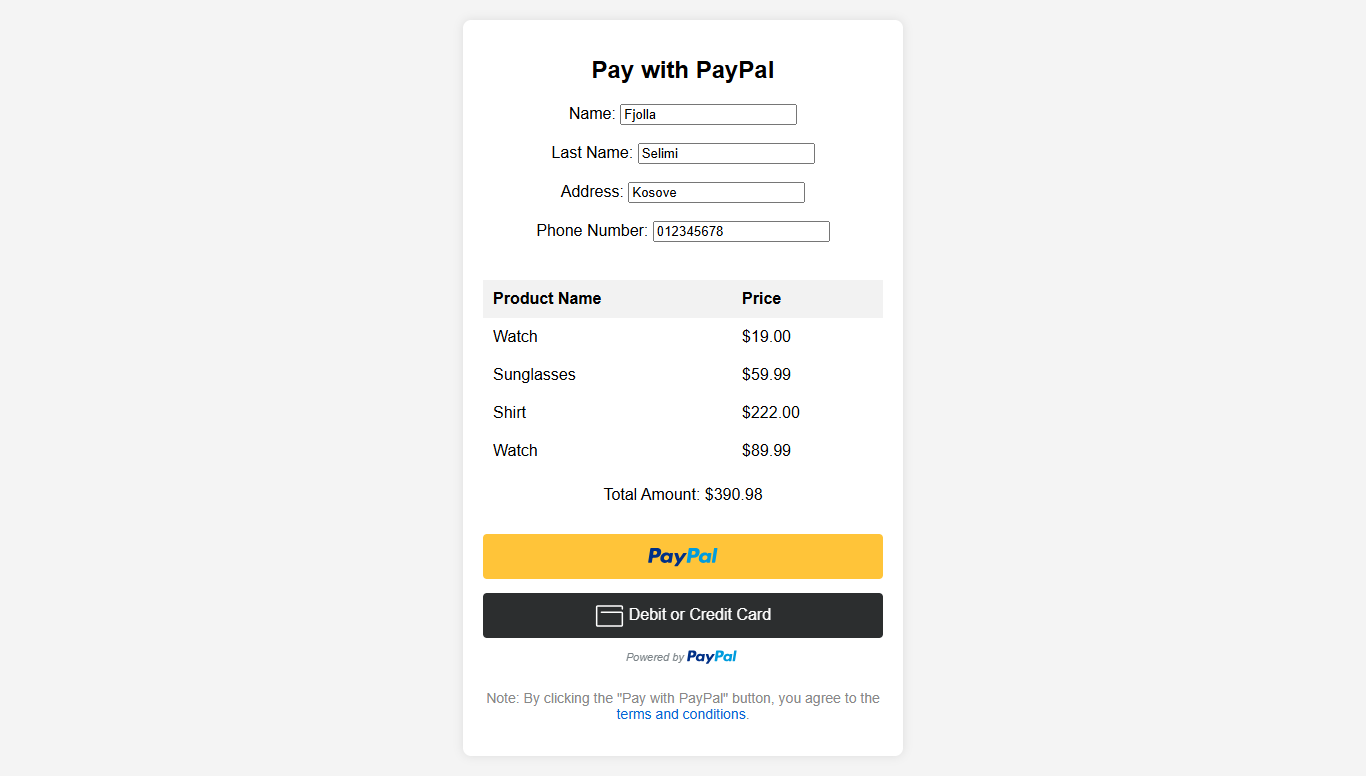 Pay with PayPal
Name: Fjolla
Last Name: Selimi
Address: Kosove
Phone Number: 012345678
Product Name Price
Watch $19.00
Sunglasses $59.99
Shirt $222.00
Watch $89.99
Total Amount: $390.98
PayPal
Debit or Credit Card
Powered by PayPal
Note: By clicking the "Pay with PayPal" button, you agree to the
terms and conditions.